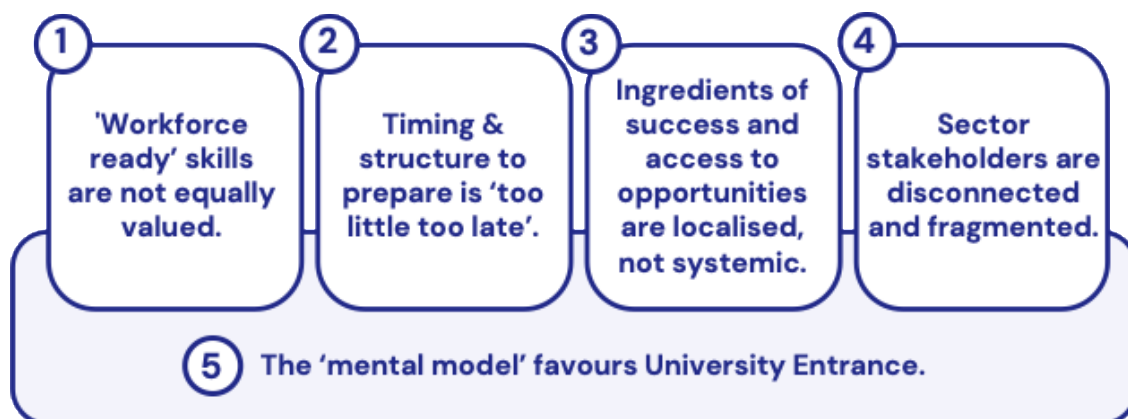 1
'Workforce
ready’ skills
are not equally
valued.
2
Timing &
structure to
prepare is ‘too
little too late’.
3
Ingredients of
success and
access to
opportunities
are localised,
not systemic.
4
Sector
stakeholders are
disconnected
and fragmented.
5 The ‘mental model’ favours University Entrance.